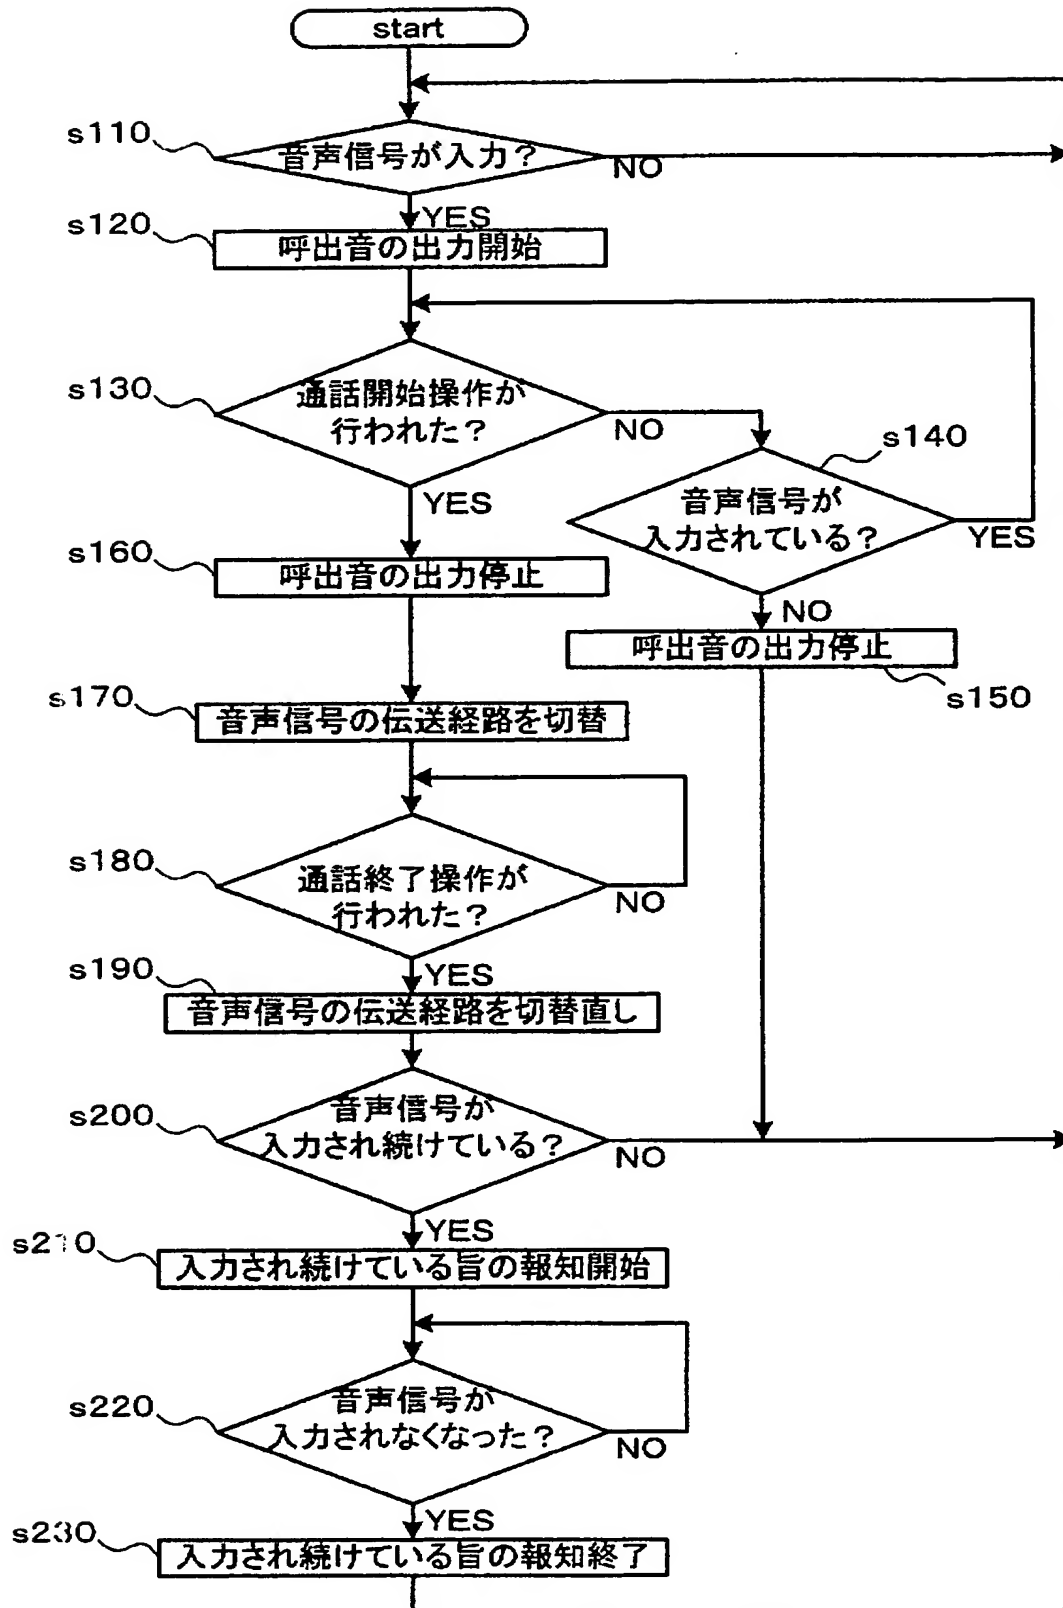 start
s110
音声信号が入力？
NO
YES
s120
呼出音の出力開始
s130
通話開始操作が
行われた？
NO
YES
s140
音声信号が
入力されている？
YES
NO
s160
呼出音の出力停止
呼出音の出力停止
s150
s170
音声信号の伝送経路を切替
s180
通話終了操作が
行われた？
NO
YES
s190
音声信号の伝送経路を切替直し
s200
音声信号が
入力され続けている？
NO
YES
s210
入力され続けている旨の報知開始
s220
音声信号が
入力されなくなった？
NO
YES
s230
入力され続けている旨の報知終了